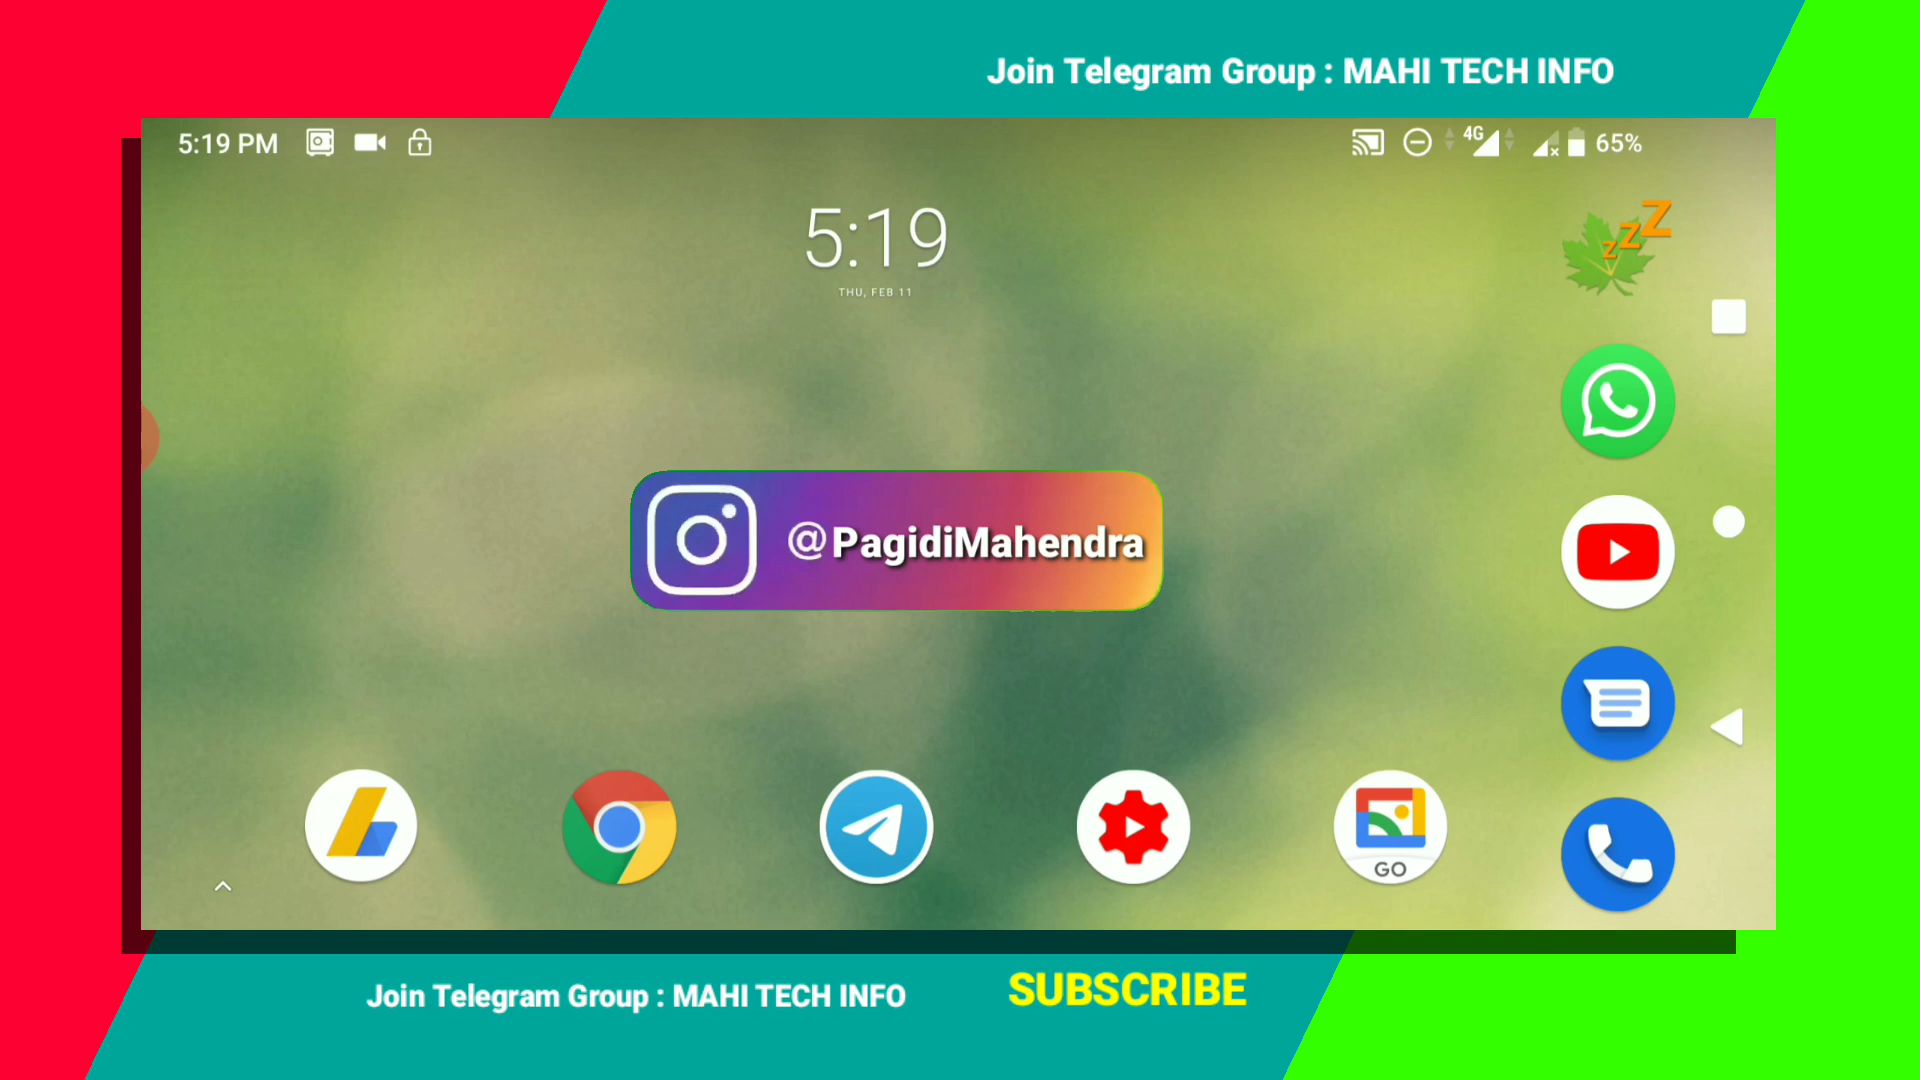 Join Telegram Group : MAHI TECH INFO
5:19 PM
4G
65%
5:19
THU, FEB 11
zzZ
@PagidiMahendra
GO
Join Telegram Group : MAHI TECH INFO
SUBSCRIBE